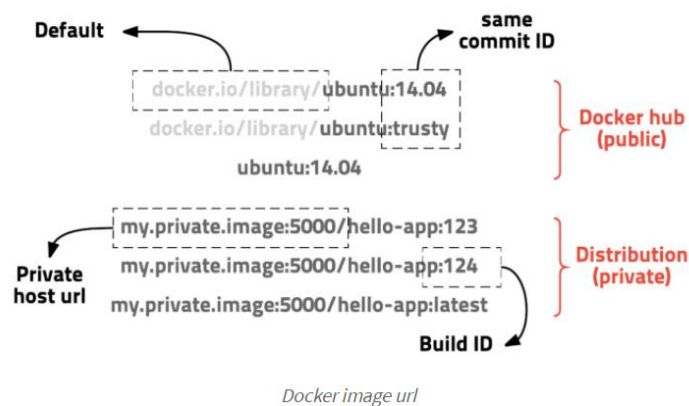 Default
same
commit ID
docker.io/library/ubuntu:14.04
docker.io/library/ubuntu:trusty
ubuntu:14.04
Docker hub
(public)
my.private.image:5000/hello-app:123
my.private.image:5000/hello-app:124
my.private.image:5000/hello-app:latest
Private
host url
Distribution
(private)
Build ID
Docker image url